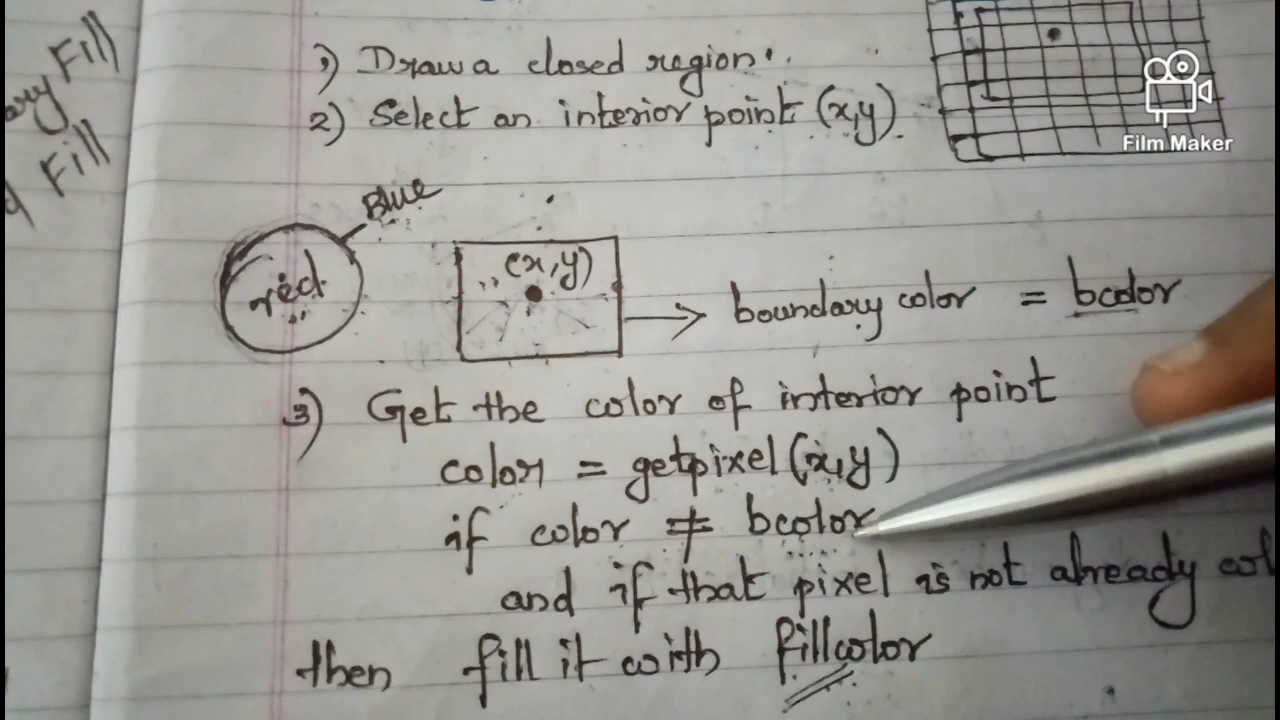 ary Fill
Fill
1) Draw a closed region.
2) Select an interior point (x,y).
Film Maker
Blue
red
(x,y)
boundary color = bcolor
3) Get the color of interior point
color = getpixel(x,y)
if color ≠ bcolor
and if that pixel is not already col
then fill it with fillcolor